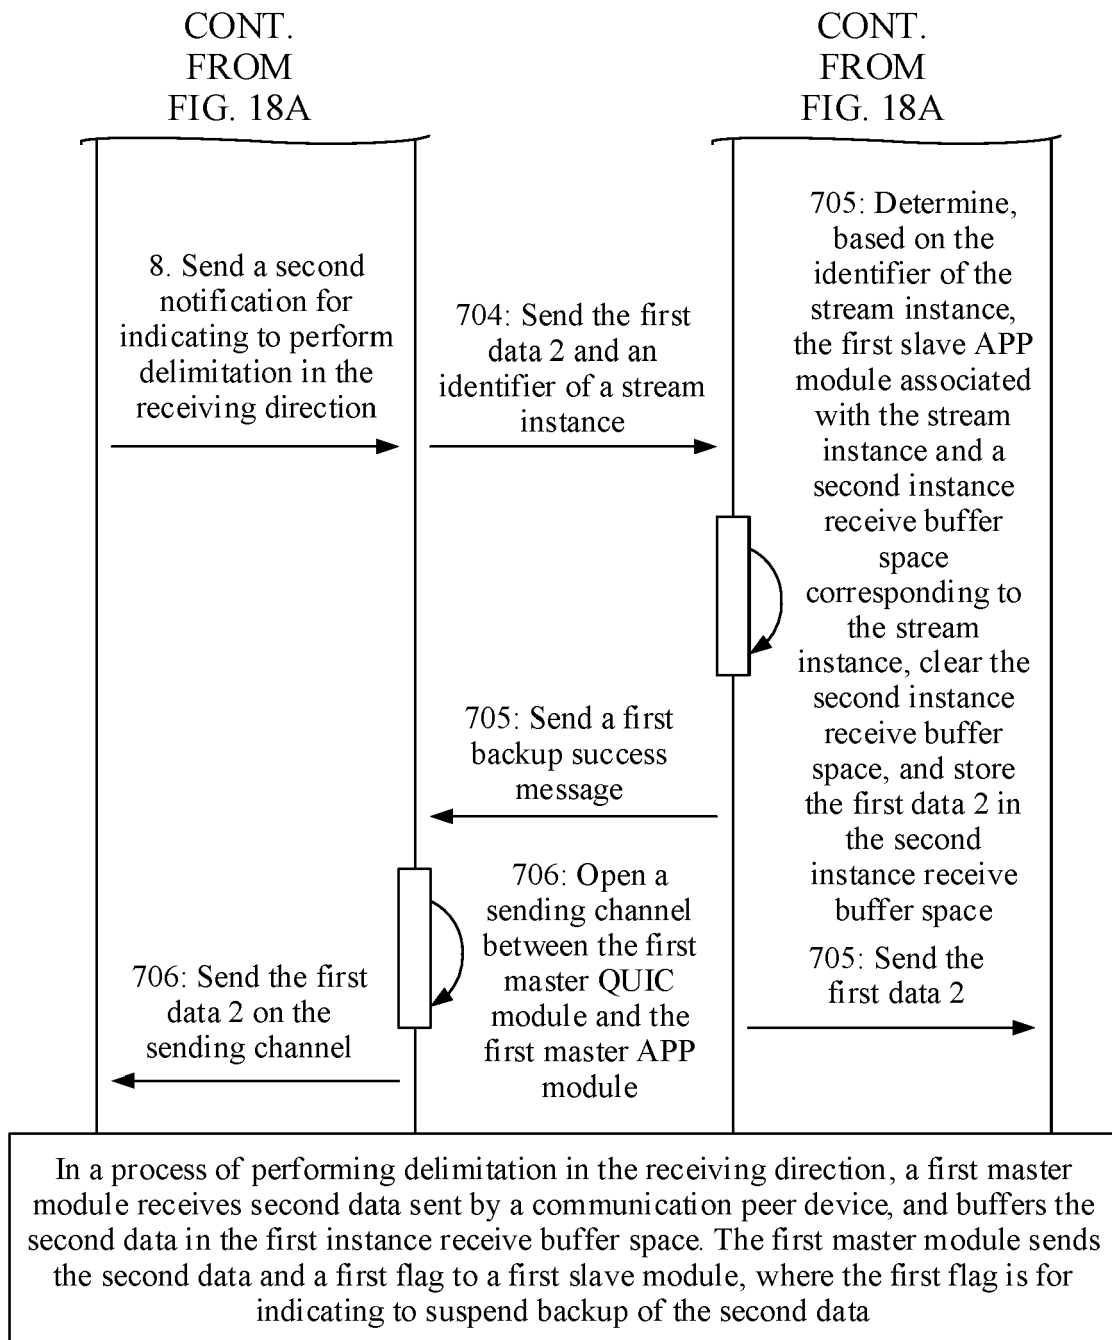 CONT.
FROM
FIG. 18A
CONT.
FROM
FIG. 18A
8. Send a second
notification for
indicating to perform
delimitation in the
receiving direction
704: Send the first
data 2 and an
identifier of a stream
instance
705: Determine,
based on the
identifier of the
stream instance,
the first slave APP
module associated
with the stream
instance and a
second instance
receive buffer
space
corresponding to
the stream
instance, clear the
second instance
receive buffer
space, and store
the first data 2 in
the second
instance receive
buffer space
705: Send a first
backup success
message
706: Open a
sending channel
between the first
master QUIC
module and the
first master APP
module
705: Send the
first data 2
706: Send the first
data 2 on the
sending channel
In a process of performing delimitation in the receiving direction, a first master
module receives second data sent by a communication peer device, and buffers the
second data in the first instance receive buffer space. The first master module sends
the second data and a first flag to a first slave module, where the first flag is for
indicating to suspend backup of the second data